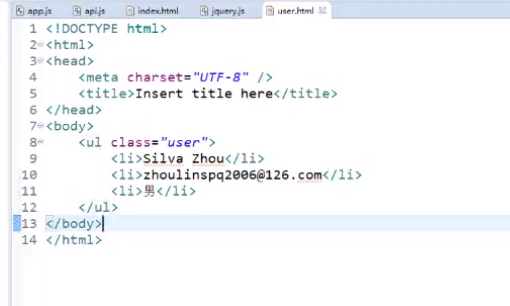 app.js api.js index.html jquery.js user.html
1 <!DOCTYPE html>
2 <html>
3 <head>
4 <meta charset="UTF-8" />
5 <title>Insert title here</title>
6 </head>
7 <body>
8 <ul class="user">
9 <li>Silva Zhou</li>
10 <li>zhoulinspq2006@126.com</li>
11 <li>男</li>
12 </ul>
13 </body>
14 </html>